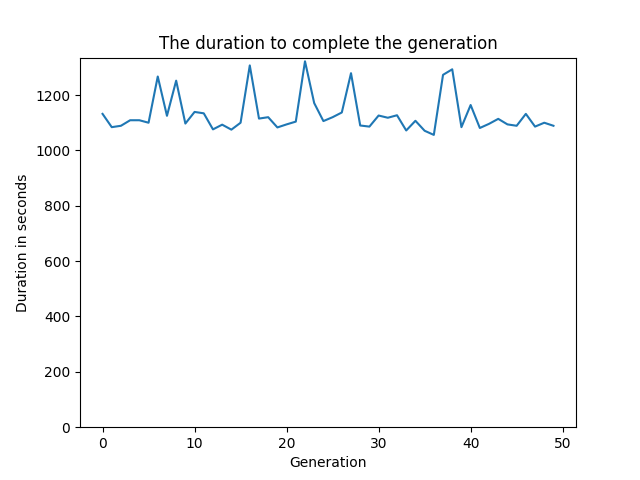 The duration to complete the generation
Duration in seconds
1200
1000
800
600
400
200
0
0 10 20 30 40 50
Generation